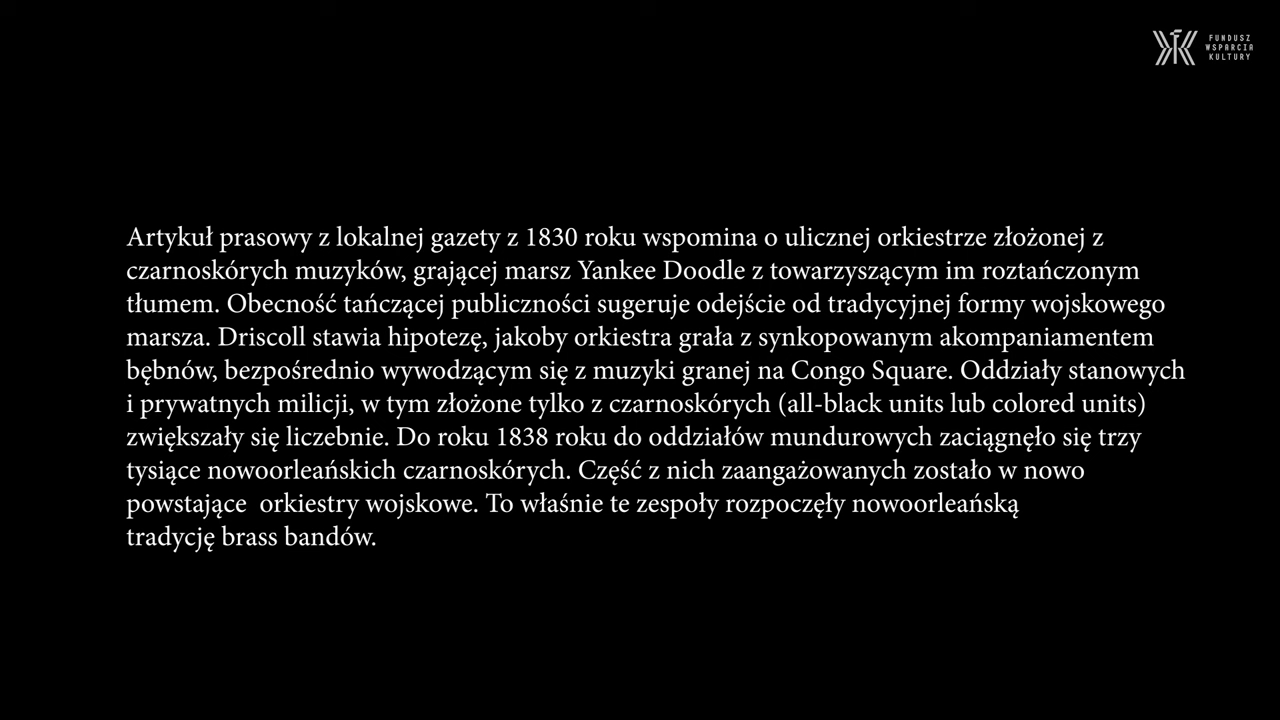 FUNDUSZ
WSPARCIA
KULTURY
Artykuł prasowy z lokalnej gazety z 1830 roku wspomina o ulicznej orkiestrze złożonej z
czarnoskórych muzyków, grającej marsz Yankee Doodle z towarzyszącym im roztańczonym
tłumem. Obecność tańczącej publiczności sugeruje odejście od tradycyjnej formy wojskowego
marsza. Driscoll stawia hipotezę, jakoby orkiestra grała z synkopowanym akompaniamentem
bębnów, bezpośrednio wywodzącym się z muzyki granej na Congo Square. Oddziały stanowych
i prywatnych milicji, w tym złożone tylko z czarnoskórych (all-black units lub colored units)
zwiększały się liczebnie. Do roku 1838 roku do oddziałów mundurowych zaciągnęło się trzy
tysiące nowoorleańskich czarnoskórych. Część z nich zaangażowanych zostało w nowo
powstające  orkiestry wojskowe. To właśnie te zespoły rozpoczęły nowoorleańską
tradycję brass bandów.